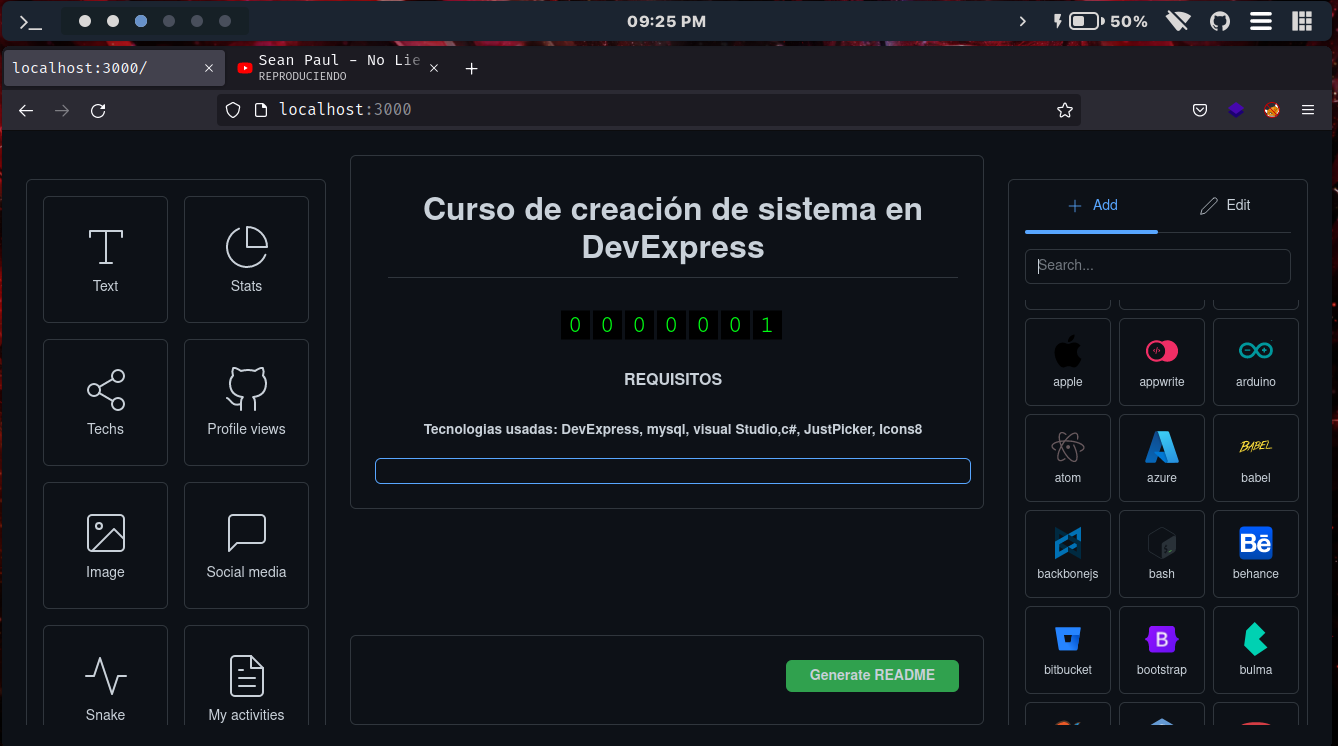 09:25 PM
50%
localhost:3000/
Sean Paul - No Lie
REPRODUCIENDO
localhost:3000
Text
Stats
Techs
Profile views
Image
Social media
Snake
My activities
Curso de creación de sistema en
DevExpress
0 0 0 0 0 0 1
REQUISITOS
Tecnologias usadas: DevExpress, mysql, visual Studio,c#, JustPicker, Icons8
Generate README
Add
Edit
Search...
apple
appwrite
arduino
atom
azure
BABEL
babel
backbonejs
bash
Bē
behance
bitbucket
B
bootstrap
bulma